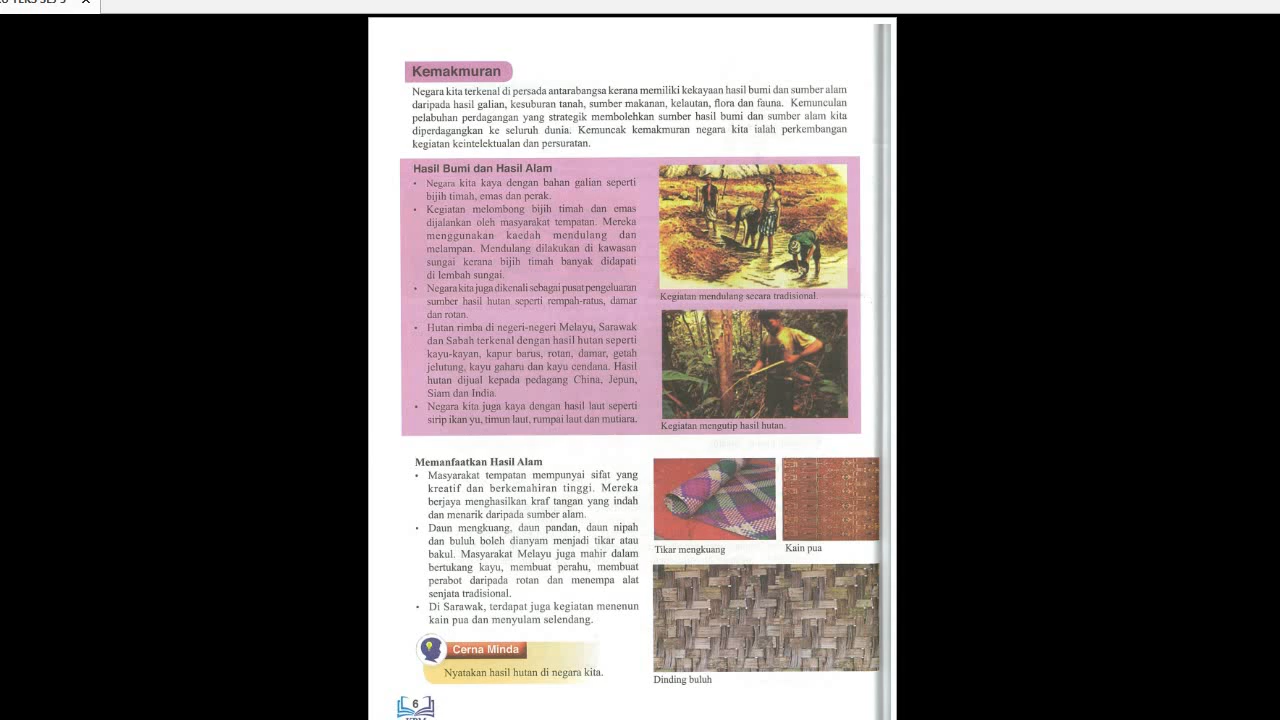 Kemakmuran
Negara kita terkenal di persada antarabangsa kerana memiliki kekayaan hasil bumi dan sumber alam
daripada hasil galian, kesuburan tanah, sumber makanan, kelautan, flora dan fauna. Kemunculan
pelabuhan perdagangan yang strategik membolehkan sumber hasil bumi dan sumber alam kita
diperdagangkan ke seluruh dunia. Kemuncak kemakmuran negara kita ialah perkembangan
kegiatan keintelektualan dan persuratan.
Hasil Bumi dan Hasil Alam
• Negara kita kaya dengan bahan galian seperti
bijih timah, emas dan perak.
• Kegiatan melombong bijih timah dan emas
dijalankan oleh masyarakat tempatan. Mereka
menggunakan kaedah mendulang dan
melampan. Mendulang dilakukan di kawasan
sungai kerana bijih timah banyak didapati
di lembah sungai.
• Negara kita juga dikenali sebagai pusat pengeluaran
sumber hasil hutan seperti rempah-ratus, damar
dan rotan.
• Hutan rimba di negeri-negeri Melayu, Sarawak
dan Sabah terkenal dengan hasil hutan seperti
kayu-kayan, kapur barus, rotan, damar, getah
jelutung, kayu gaharu dan kayu cendana. Hasil
hutan dijual kepada pedagang China, Jepun,
Siam dan India.
• Negara kita juga kaya dengan hasil laut seperti
sirip ikan yu, timun laut, rumpai laut dan mutiara.
Kegiatan mendulang secara tradisional.
Kegiatan mengutip hasil hutan.
Memanfaatkan Hasil Alam
• Masyarakat tempatan mempunyai sifat yang
kreatif dan berkemahiran tinggi. Mereka
berjaya menghasilkan kraf tangan yang indah
dan menarik daripada sumber alam.
• Daun mengkuang, daun pandan, daun nipah
dan buluh boleh dianyam menjadi tikar atau
bakul. Masyarakat Melayu juga mahir dalam
bertukang kayu, membuat perahu, membuat
perabot daripada rotan dan menempa alat
senjata tradisional.
• Di Sarawak, terdapat juga kegiatan menenun
kain pua dan menyulam selendang.
Tikar mengkuang
Kain pua
Dinding buluh
Cerna Minda
Nyatakan hasil hutan di negara kita.
6